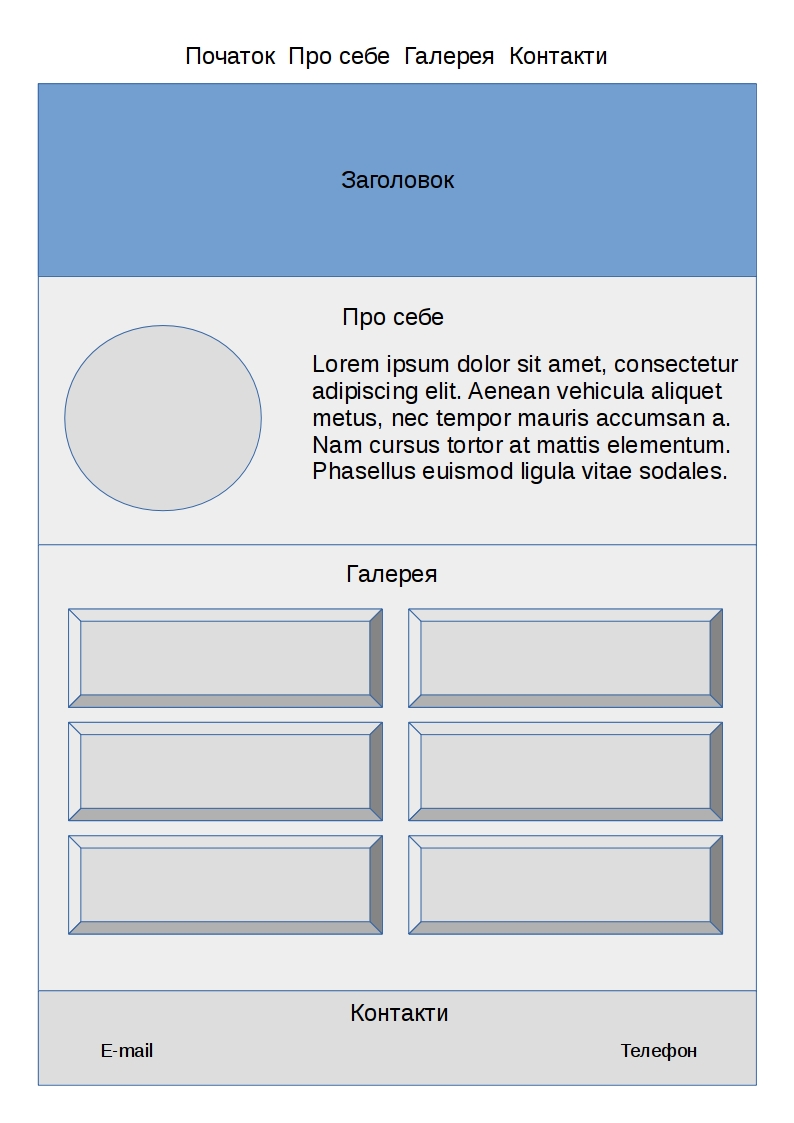 Початок Про себе Галерея Контакти
Заголовок
Про себе
Lorem ipsum dolor sit amet, consectetur
adipiscing elit. Aenean vehicula aliquet
metus, nec tempor mauris accumsan a.
Nam cursus tortor at mattis elementum.
Phasellus euismod ligula vitae sodales.
Галерея
Контакти
E-mail Телефон